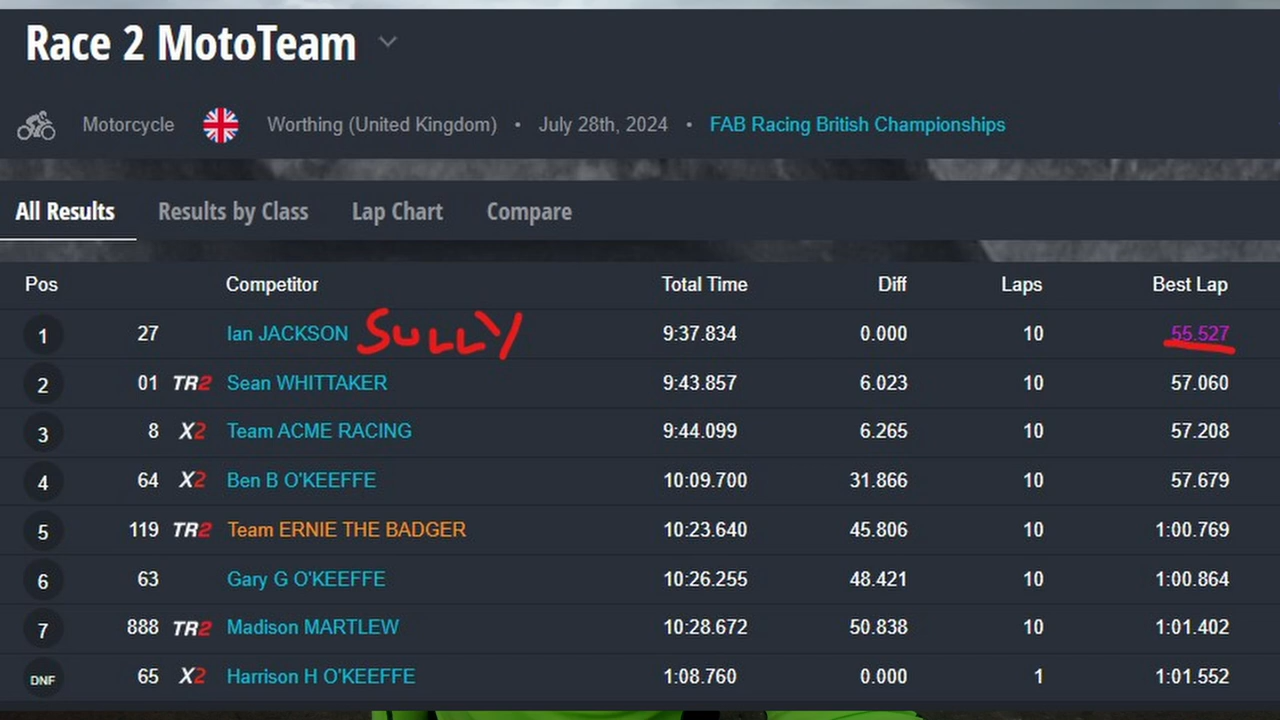 Race 2 MotoTeam
Motorcycle Worthing (United Kingdom) • July 28th, 2024 • FAB Racing British Championships
All Results Results by Class Lap Chart Compare
Pos Competitor Total Time Diff Laps Best Lap
1 27 Ian JACKSON SULLY 9:37.834 0.000 10 55.527
2 01 TR2 Sean WHITTAKER 9:43.857 6.023 10 57.060
3 8 X2 Team ACME RACING 9:44.099 6.265 10 57.208
4 64 X2 Ben B O'KEEFFE 10:09.700 31.866 10 57.679
5 119 TR2 Team ERNIE THE BADGER 10:23.640 45.806 10 1:00.769
6 63 Gary G O'KEEFFE 10:26.255 48.421 10 1:00.864
7 888 TR2 Madison MARTLEW 10:28.672 50.838 10 1:01.402
DNF 65 X2 Harrison H O'KEEFFE 1:08.760 0.000 1 1:01.552